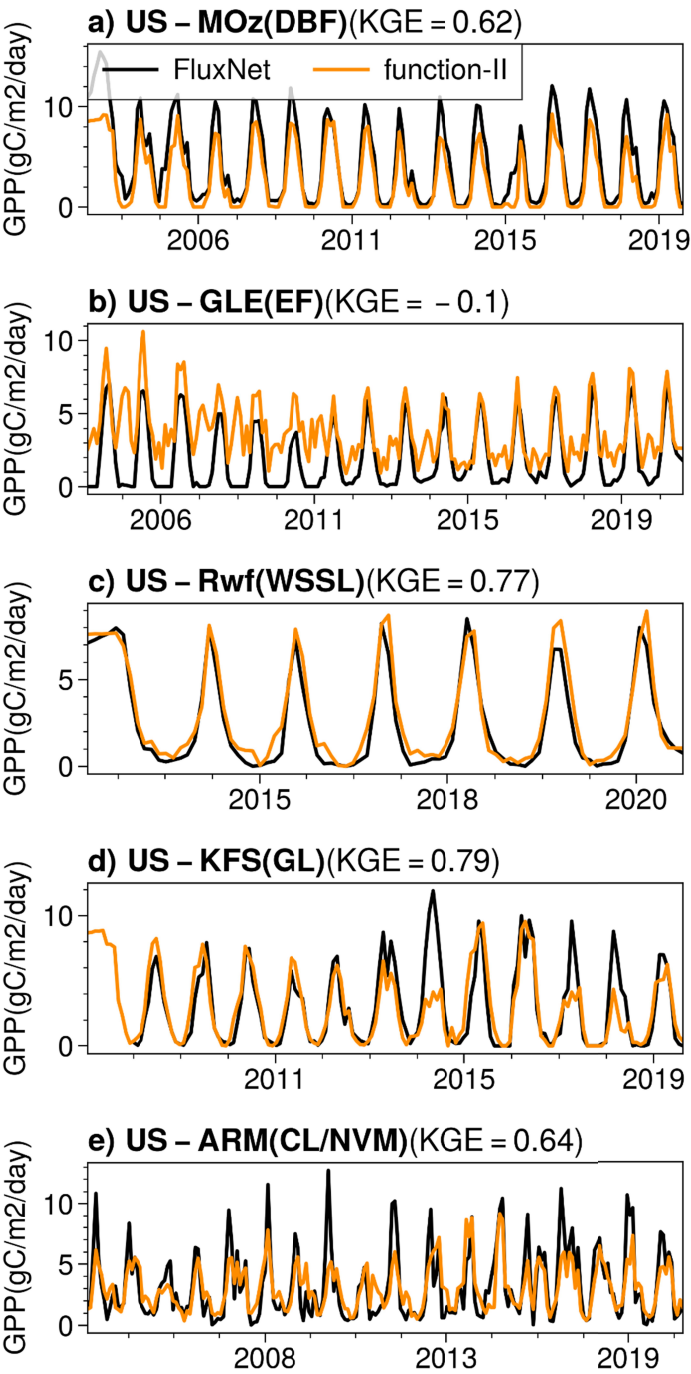 a) US − MOz(DBF)(KGE = 0.62)
FluxNet function-II
GPP(gC/m2/day)
10
0
2006 2011 2015 2019
b) US − GLE(EF)(KGE = − 0.1)
GPP(gC/m2/day)
10
5
0
2006 2011 2015 2019
c) US − Rwf(WSSL)(KGE = 0.77)
GPP(gC/m2/day)
5
0
2015 2018 2020
d) US − KFS(GL)(KGE = 0.79)
GPP(gC/m2/day)
10
0
2011 2015 2019
e) US − ARM(CL/NVM)(KGE = 0.64)
GPP(gC/m2/day)
10
5
0
2008 2013 2019